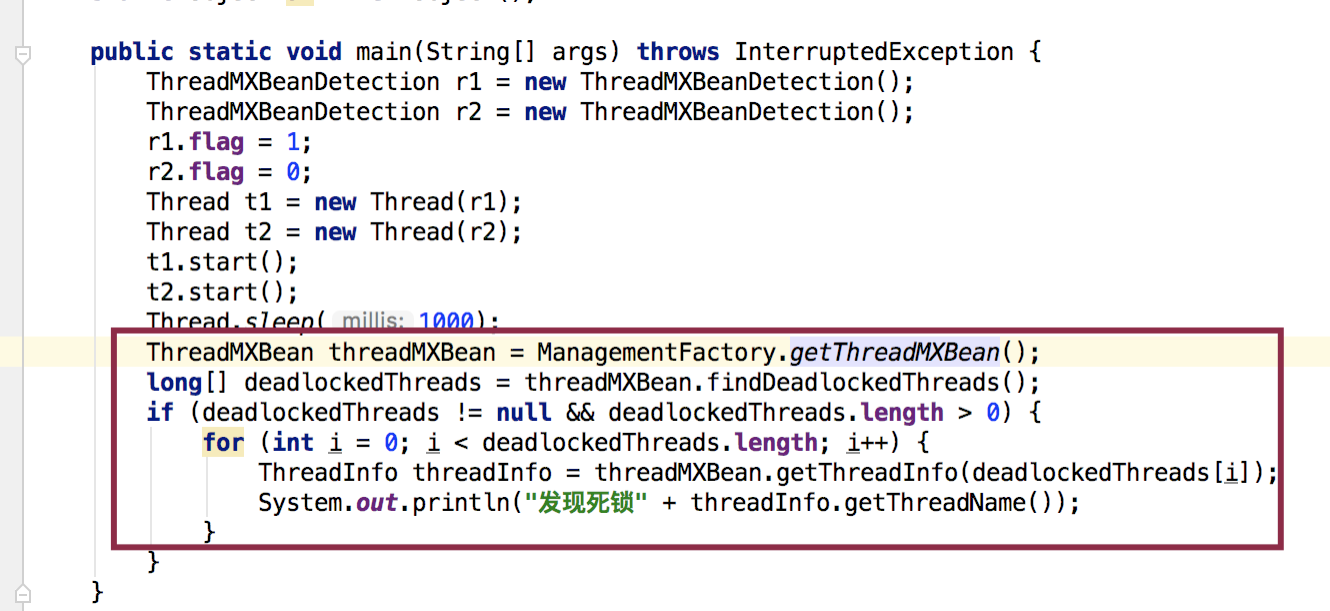 public static void main(String[] args) throws InterruptedException {
ThreadMXBeanDetection r1 = new ThreadMXBeanDetection();
ThreadMXBeanDetection r2 = new ThreadMXBeanDetection();
r1.flag = 1;
r2.flag = 0;
Thread t1 = new Thread(r1);
Thread t2 = new Thread(r2);
t1.start();
t2.start();
Thread.sleep( millis: 1000);
ThreadMXBean threadMXBean = ManagementFactory.getThreadMXBean();
long[] deadlockedThreads = threadMXBean.findDeadlockedThreads();
if (deadlockedThreads != null && deadlockedThreads.length > 0) {
for (int i = 0; i < deadlockedThreads.length; i++) {
ThreadInfo threadInfo = threadMXBean.getThreadInfo(deadlockedThreads[i]);
System.out.println("发现死锁" + threadInfo.getThreadName());
}
}
}